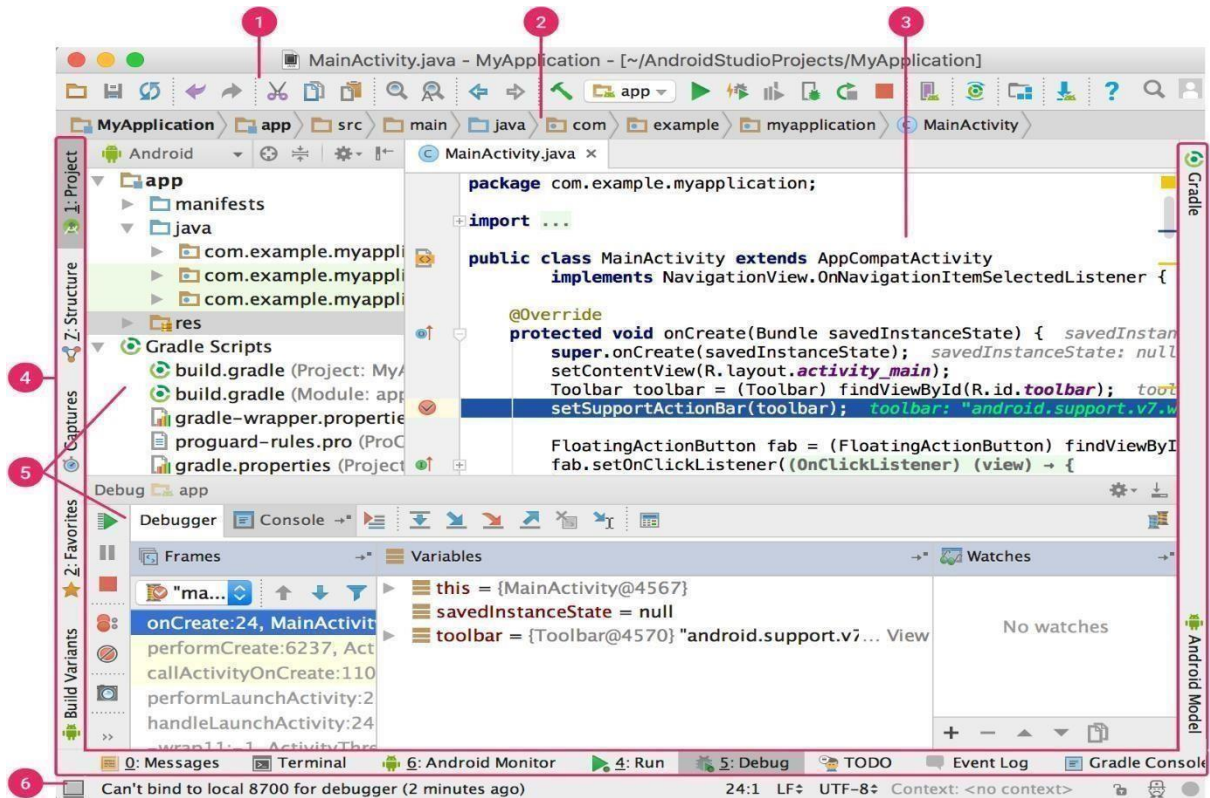 1 2 3
MainActivity.java - MyApplication - [~/AndroidStudioProjects/MyApplication]
app
MyApplication app src main java com example myapplication MainActivity
1: Project
Z: Structure
Captures
2: Favorites
Build Variants
4
5
6
Android
app
manifests
java
com.example.myappli
com.example.myappli
com.example.myappli
res
Gradle Scripts
build.gradle (Project: MyA
build.gradle (Module: app
gradle-wrapper.propertie
proguard-rules.pro (ProC
gradle.properties (Project
MainActivity.java
package com.example.myapplication;
import ...
public class MainActivity extends AppCompatActivity
implements NavigationView.OnNavigationItemSelectedListener {
@Override
protected void onCreate(Bundle savedInstanceState) { savedInstan
super.onCreate(savedInstanceState); savedInstanceState: null
setContentView(R.layout.activity_main);
Toolbar toolbar = (Toolbar) findViewById(R.id.toolbar); tool
setSupportActionBar(toolbar); toolbar: "android.support.v7.w
FloatingActionButton fab = (FloatingActionButton) findViewByI
fab.setOnClickListener((OnClickListener) (view) → {
Gradle
Android Model
Debug app
Debugger Console
Frames Variables Watches
"ma...
onCreate:24, MainActivit
performCreate:6237, Act
callActivityOnCreate:110
performLaunchActivity:2
handleLaunchActivity:24
-wrap11:-1, ActivityThre
this = {MainActivity@4567}
savedInstanceState = null
toolbar = {Toolbar@4570} "android.support.v7... View
No watches
0: Messages Terminal 6: Android Monitor 4: Run 5: Debug TODO Event Log Gradle Console
Can't bind to local 8700 for debugger (2 minutes ago) 24:1 LF UTF-8 Context: <no context>